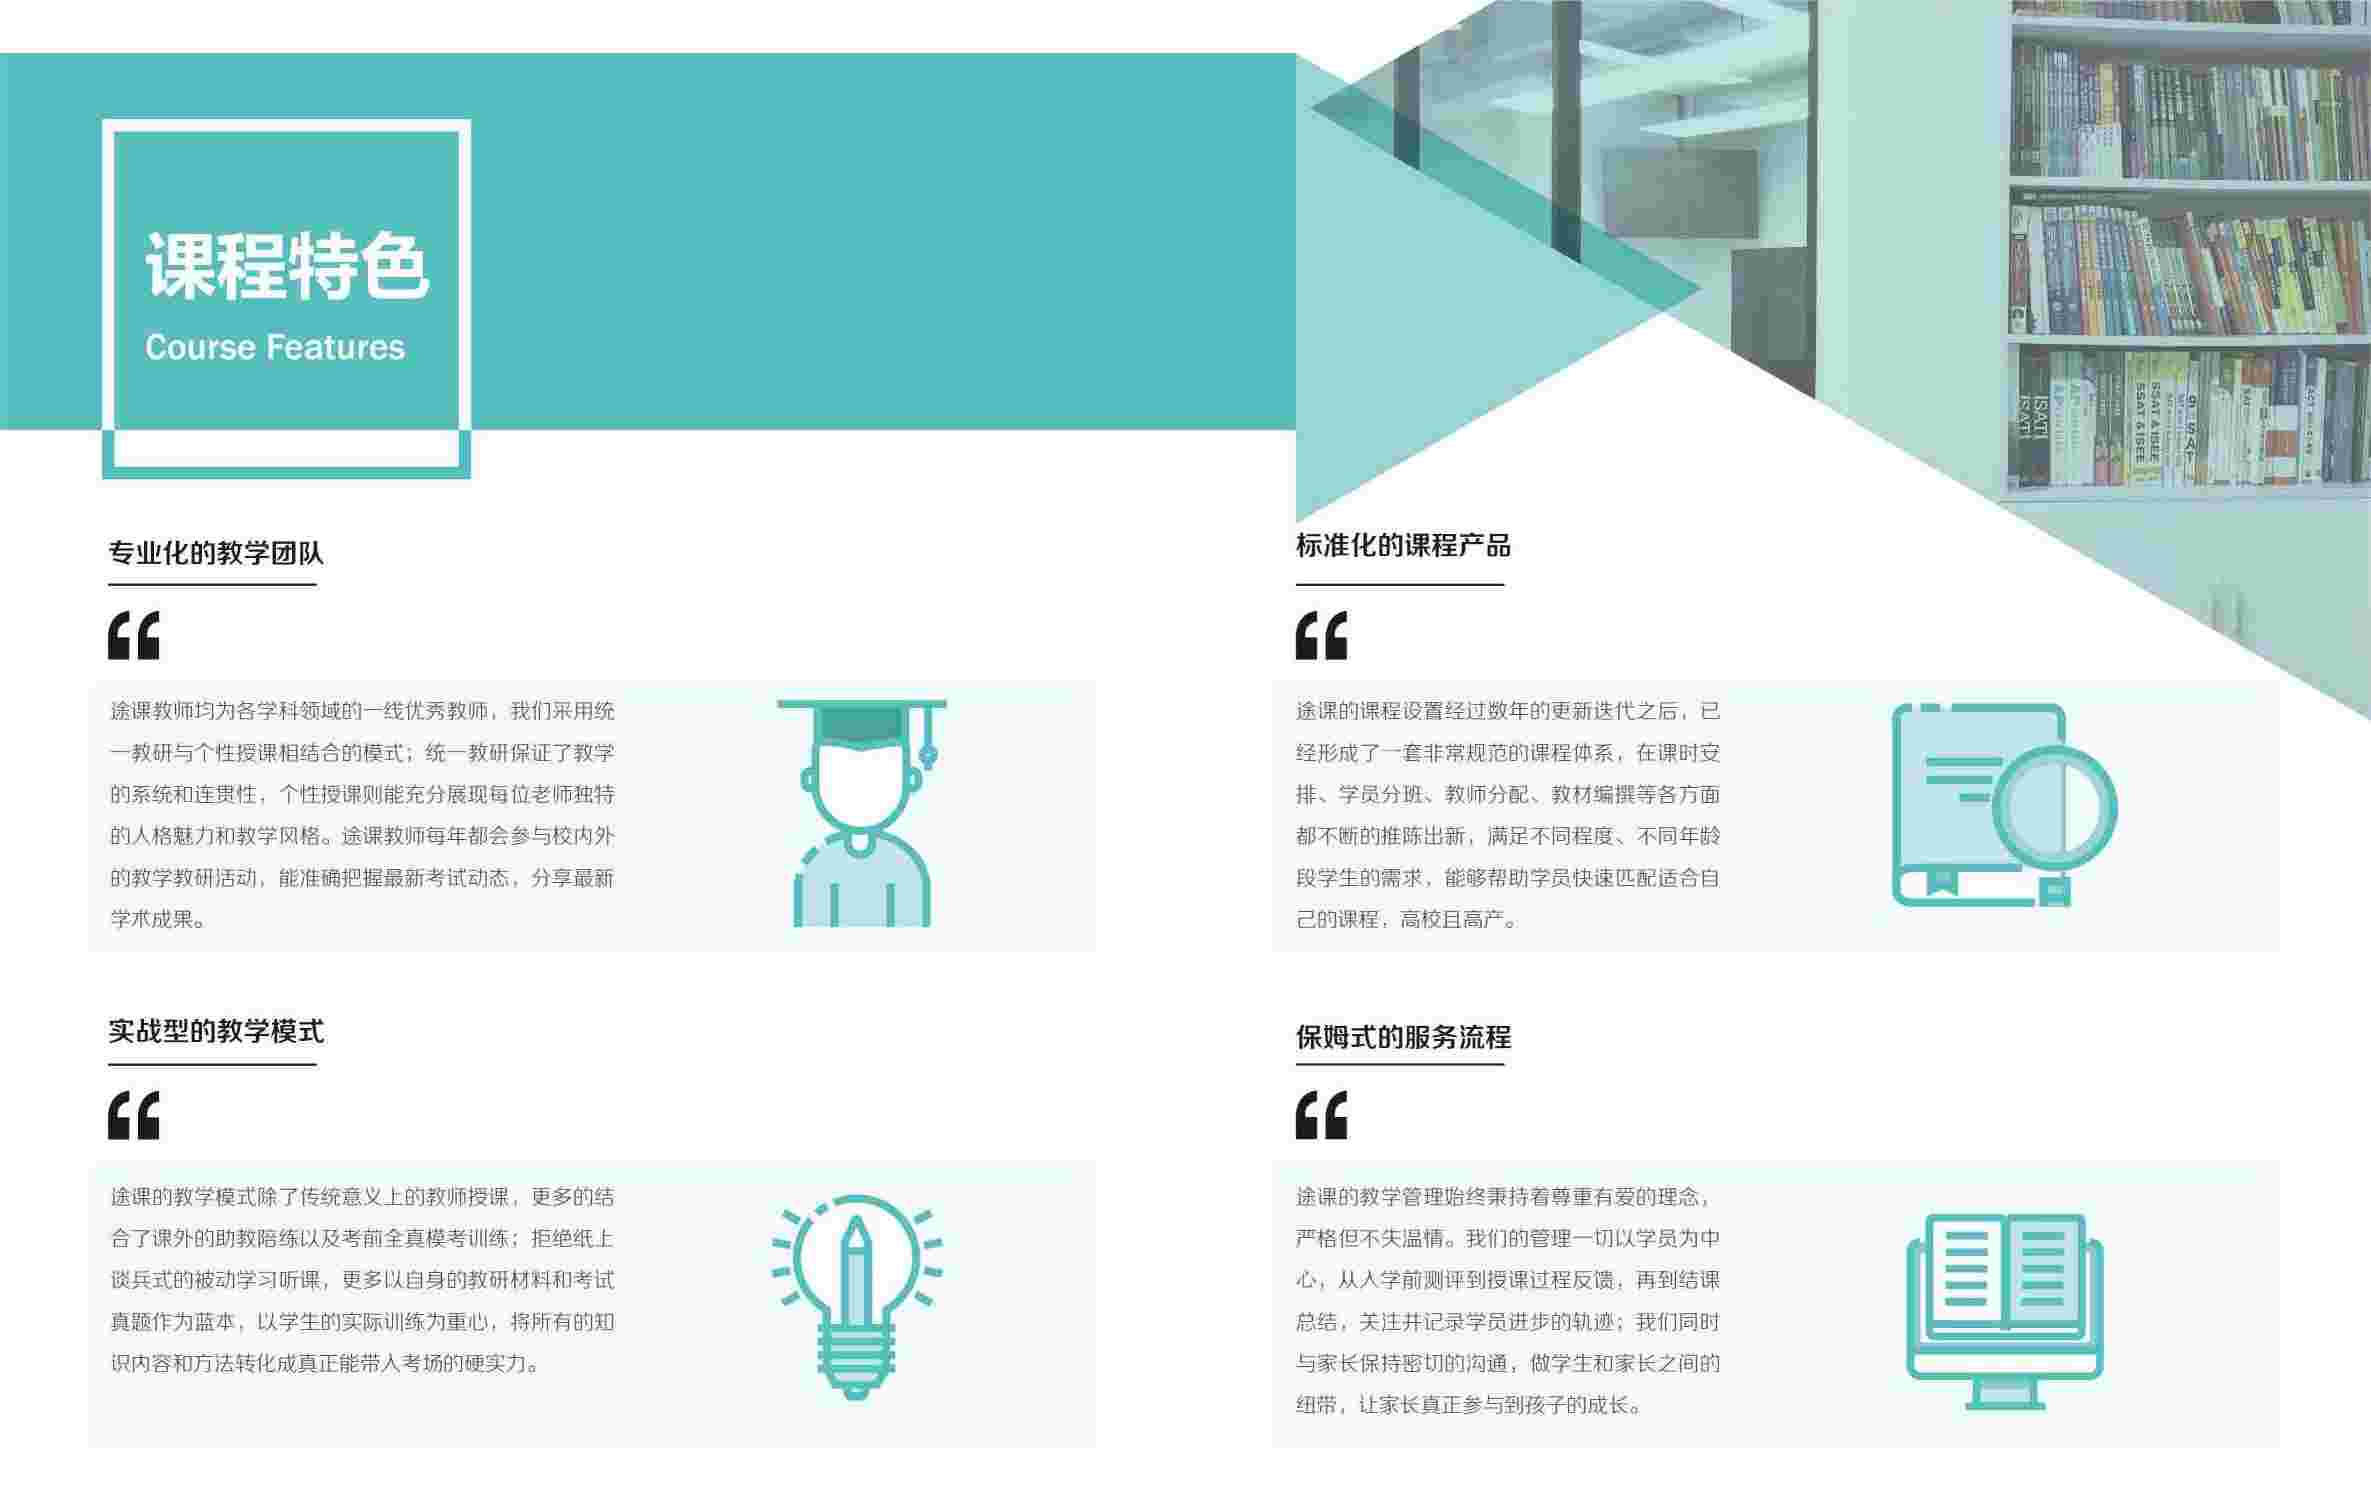 课程特色
Course Features
专业化的教学团队
途课教师均为各学科领域的一线优秀教师，我们采用统
一教研与个性授课相结合的模式；统一教研保证了教学
的系统和连贯性，个性授课则能充分展现每位老师独特
的人格魅力和教学风格。途课教师每年都会参与校内外
的教学教研活动，能准确把握最新考试动态，分享最新
学术成果。
标准化的课程产品
途课的课程设置经过数年的更新迭代之后，已
经形成了一套非常规范的课程体系，在课时安
排、学员分班、教师分配、教材编撰等各方面
都不断的推陈出新，满足不同程度、不同年龄
段学生的需求，能够帮助学员快速匹配适合自
己的课程，高校且高产。
实战型的教学模式
途课的教学模式除了传统意义上的教师授课，更多的结
合了课外的助教陪练以及考前全真模考训练；拒绝纸上
谈兵式的被动学习听课，更多以自身的教研材料和考试
真题作为蓝本，以学生的实际训练为重心，将所有的知
识内容和方法转化成真正能带入考场的硬实力。
保姆式的服务流程
途课的教学管理始终秉持着尊重有爱的理念，
严格但不失温情。我们的管理一切以学员为中
心，从入学前测评到授课过程反馈，再到结课
总结，关注并记录学员进步的轨迹；我们同时
与家长保持密切的沟通，做学生和家长之间的
纽带，让家长真正参与到孩子的成长。
SSAT & ISEE
SSAT & ISEE